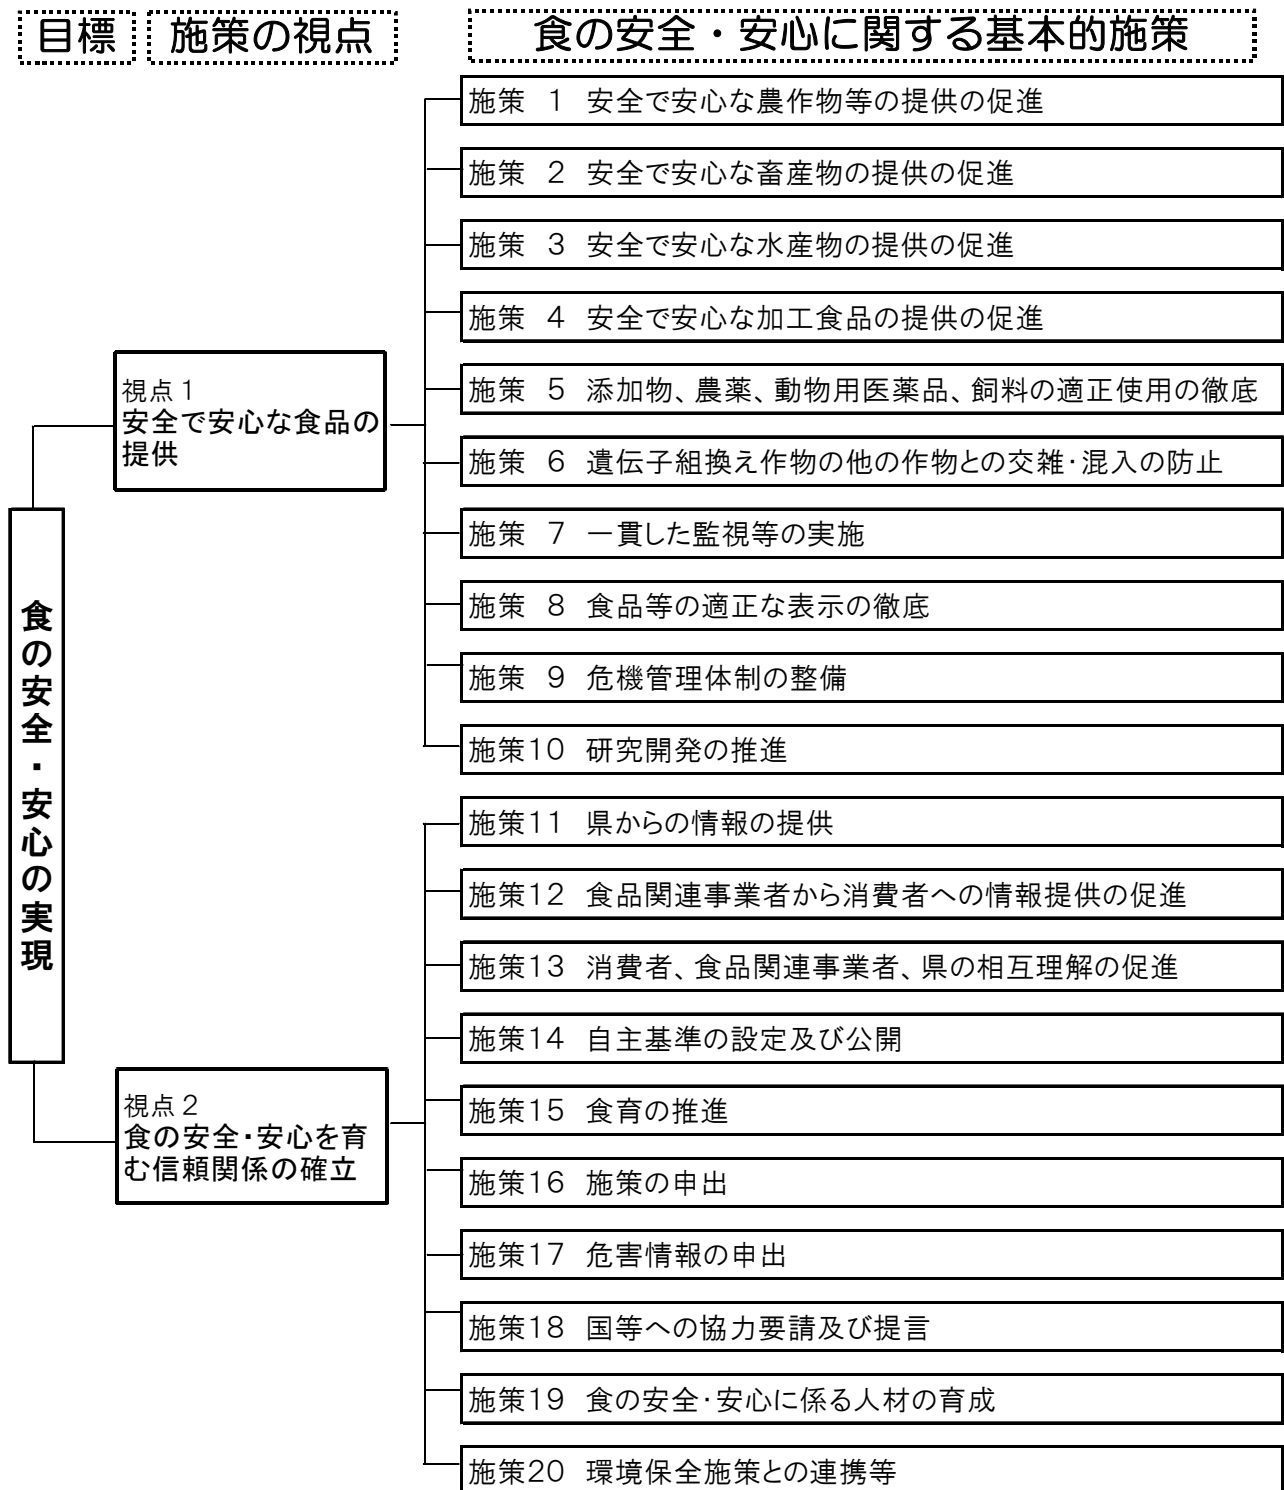 目標
施策の視点
食の安全・安心に関する基本的施策
食の安全・安心の実現
視点１
安全で安心な食品の
提供
施策　１　安全で安心な農作物等の提供の促進
施策　２　安全で安心な畜産物の提供の促進
施策　３　安全で安心な水産物の提供の促進
施策　４　安全で安心な加工食品の提供の促進
施策　５　添加物、農薬、動物用医薬品、飼料の適正使用の徹底
施策　６　遺伝子組換え作物の他の作物との交雑・混入の防止
施策　７　一貫した監視等の実施
施策　８　食品等の適正な表示の徹底
施策　９　危機管理体制の整備
施策１０　研究開発の推進
視点２
食の安全・安心を育
む信頼関係の確立
施策１１　県からの情報の提供
施策１２　食品関連事業者から消費者への情報提供の促進
施策１３　消費者、食品関連事業者、県の相互理解の促進
施策１４　自主基準の設定及び公開
施策１５　食育の推進
施策１６　施策の申出
施策１７　危害情報の申出
施策１８　国等への協力要請及び提言
施策１９　食の安全・安心に係る人材の育成
施策２０　環境保全施策との連携等